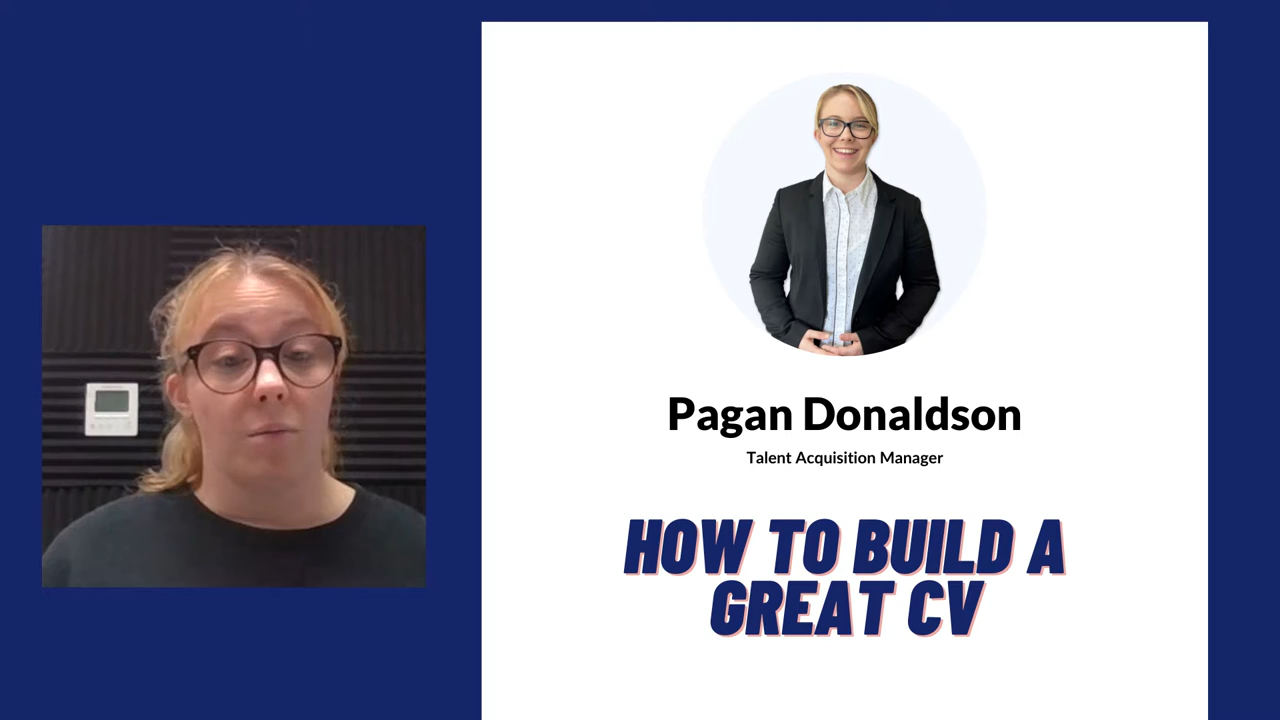 Pagan Donaldson
Talent Acquisition Manager
HOW TO BUILD A
GREAT CV